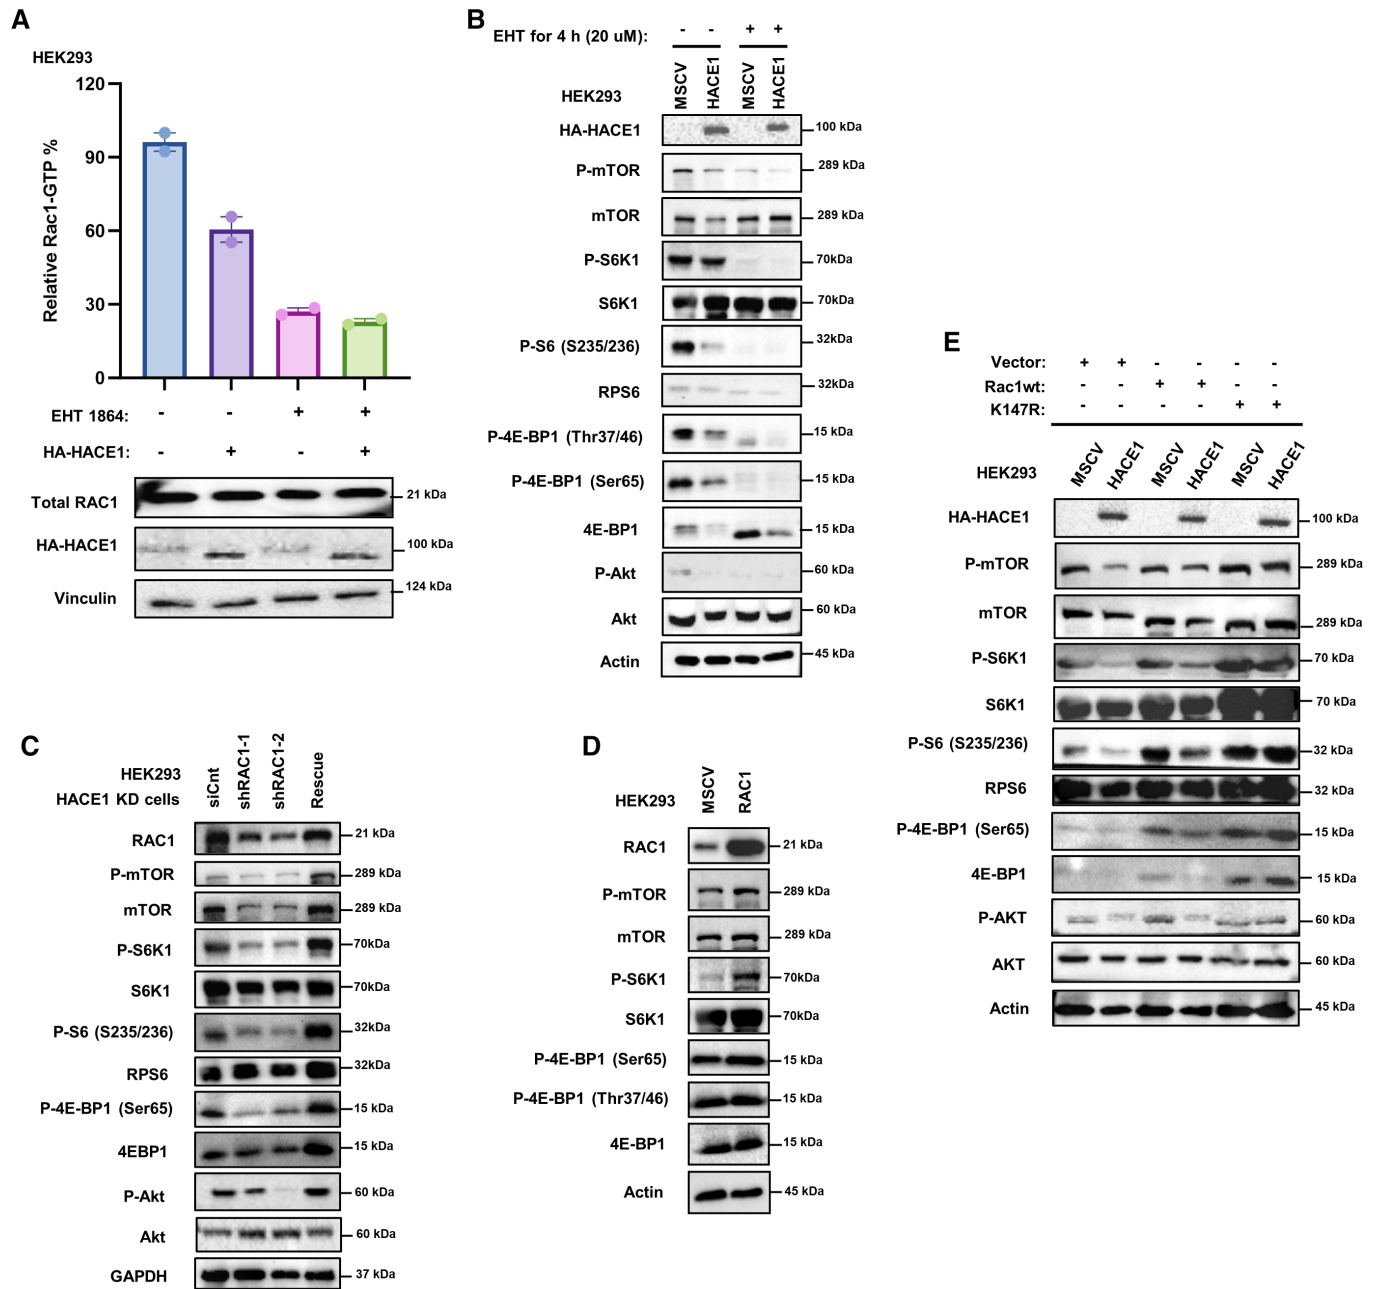 A
HEK293
Relative Rac1-GTP %
120
90
60
30
0
EHT 1864: - - + +
HA-HACE1: - + - +
Total RAC1 21 kDa
HA-HACE1 100 kDa
Vinculin 124 kDa
B
EHT for 4 h (20 uM): - - + +
HEK293 MSCV HACE1 MSCV HACE1
HA-HACE1 100 kDa
P-mTOR 289 kDa
mTOR 289 kDa
P-S6K1 70kDa
S6K1 70kDa
P-S6 (S235/236) 32kDa
RPS6 32kDa
P-4E-BP1 (Thr37/46) 15 kDa
P-4E-BP1 (Ser65) 15 kDa
4E-BP1 15 kDa
P-Akt 60 kDa
Akt 60 kDa
Actin 45 kDa
C
HEK293
HACE1 KD cells siCnt shRAC1-1 shRAC1-2 Rescue
RAC1 21 kDa
P-mTOR 289 kDa
mTOR 289 kDa
P-S6K1 70kDa
S6K1 70kDa
P-S6 (S235/236) 32kDa
RPS6 32kDa
P-4E-BP1 (Ser65) 15 kDa
4EBP1 15 kDa
P-Akt 60 kDa
Akt 60 kDa
GAPDH 37 kDa
D
HEK293 MSCV RAC1
RAC1 21 kDa
P-mTOR 289 kDa
mTOR 289 kDa
P-S6K1 70kDa
S6K1 70kDa
P-4E-BP1 (Ser65) 15 kDa
P-4E-BP1 (Thr37/46) 15 kDa
4E-BP1 15 kDa
Actin 45 kDa
E
Vector: + + - - - -
Rac1wt: - - + + - -
K147R: - - - - + +
HEK293 MSCV HACE1 MSCV HACE1 MSCV HACE1
HA-HACE1 100 kDa
P-mTOR 289 kDa
mTOR 289 kDa
P-S6K1 70 kDa
S6K1 70 kDa
P-S6 (S235/236) 32 kDa
RPS6 32 kDa
P-4E-BP1 (Ser65) 15 kDa
4E-BP1 15 kDa
P-AKT 60 kDa
AKT 60 kDa
Actin 45 kDa